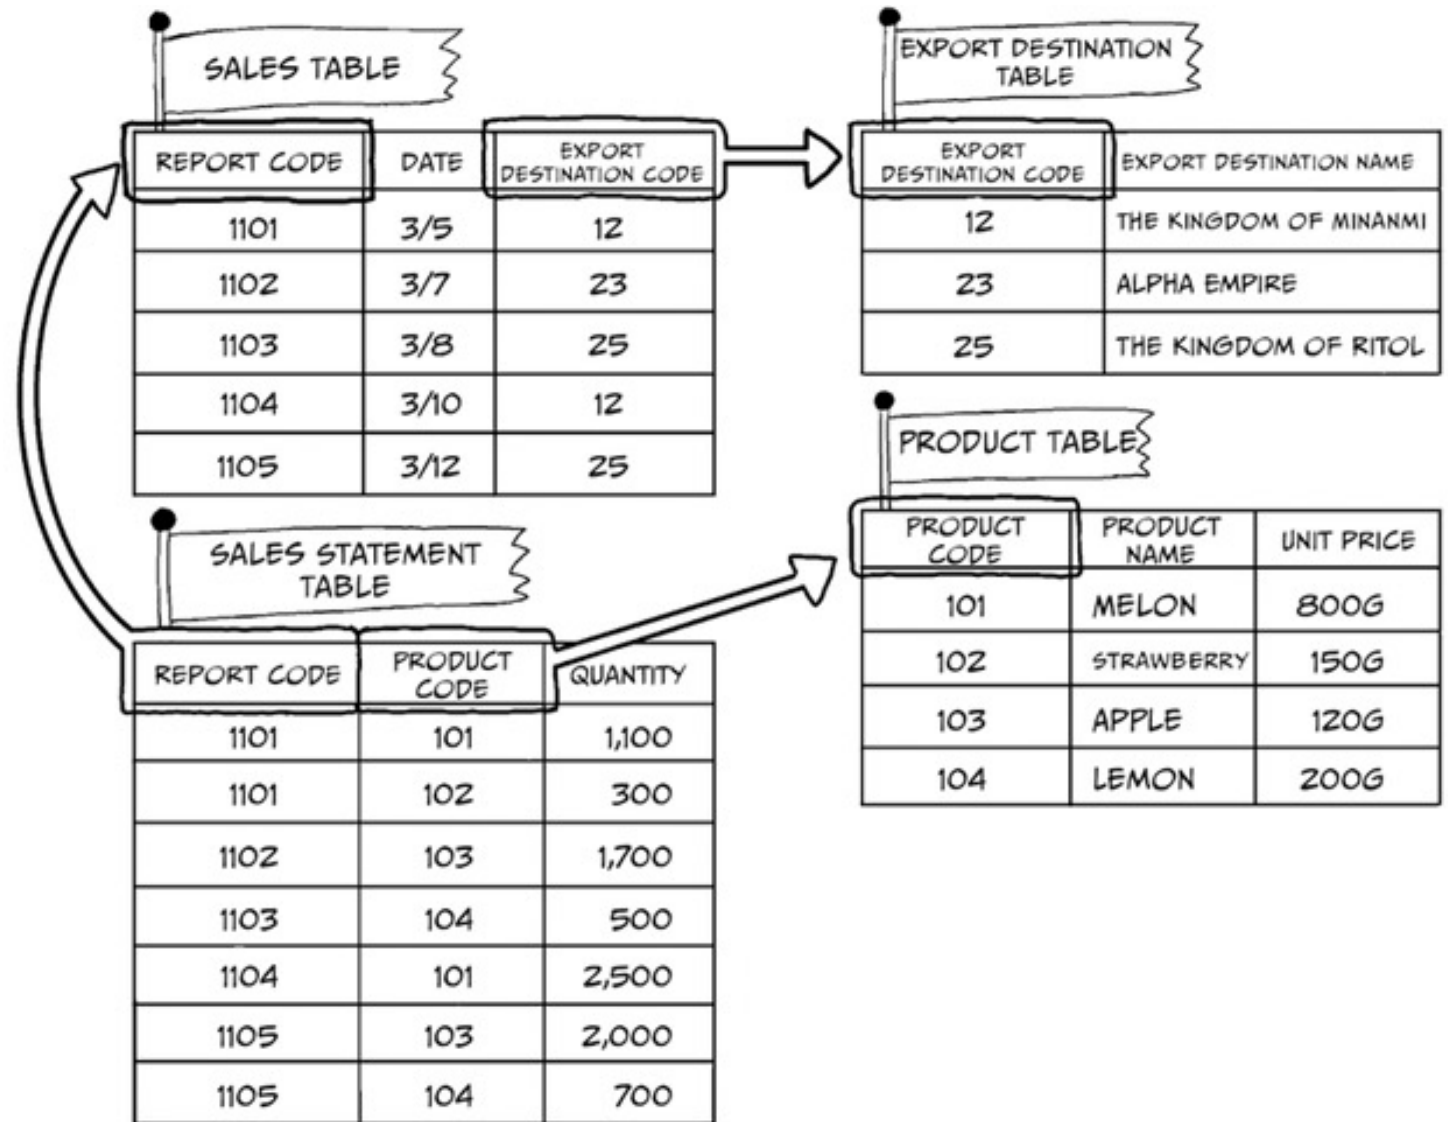 SALES TABLE
REPORT CODE DATE EXPORT
DESTINATION CODE
1101 3/5 12
1102 3/7 23
1103 3/8 25
1104 3/10 12
1105 3/12 25
EXPORT DESTINATION
TABLE
EXPORT
DESTINATION CODE EXPORT DESTINATION NAME
12 THE KINGDOM OF MINANMI
23 ALPHA EMPIRE
25 THE KINGDOM OF RITOL
PRODUCT TABLE
PRODUCT
CODE PRODUCT
NAME UNIT PRICE
101 MELON 800G
102 STRAWBERRY 150G
103 APPLE 120G
104 LEMON 200G
SALES STATEMENT
TABLE
REPORT CODE PRODUCT
CODE QUANTITY
1101 101 1,100
1101 102 300
1102 103 1,700
1103 104 500
1104 101 2,500
1105 103 2,000
1105 104 700